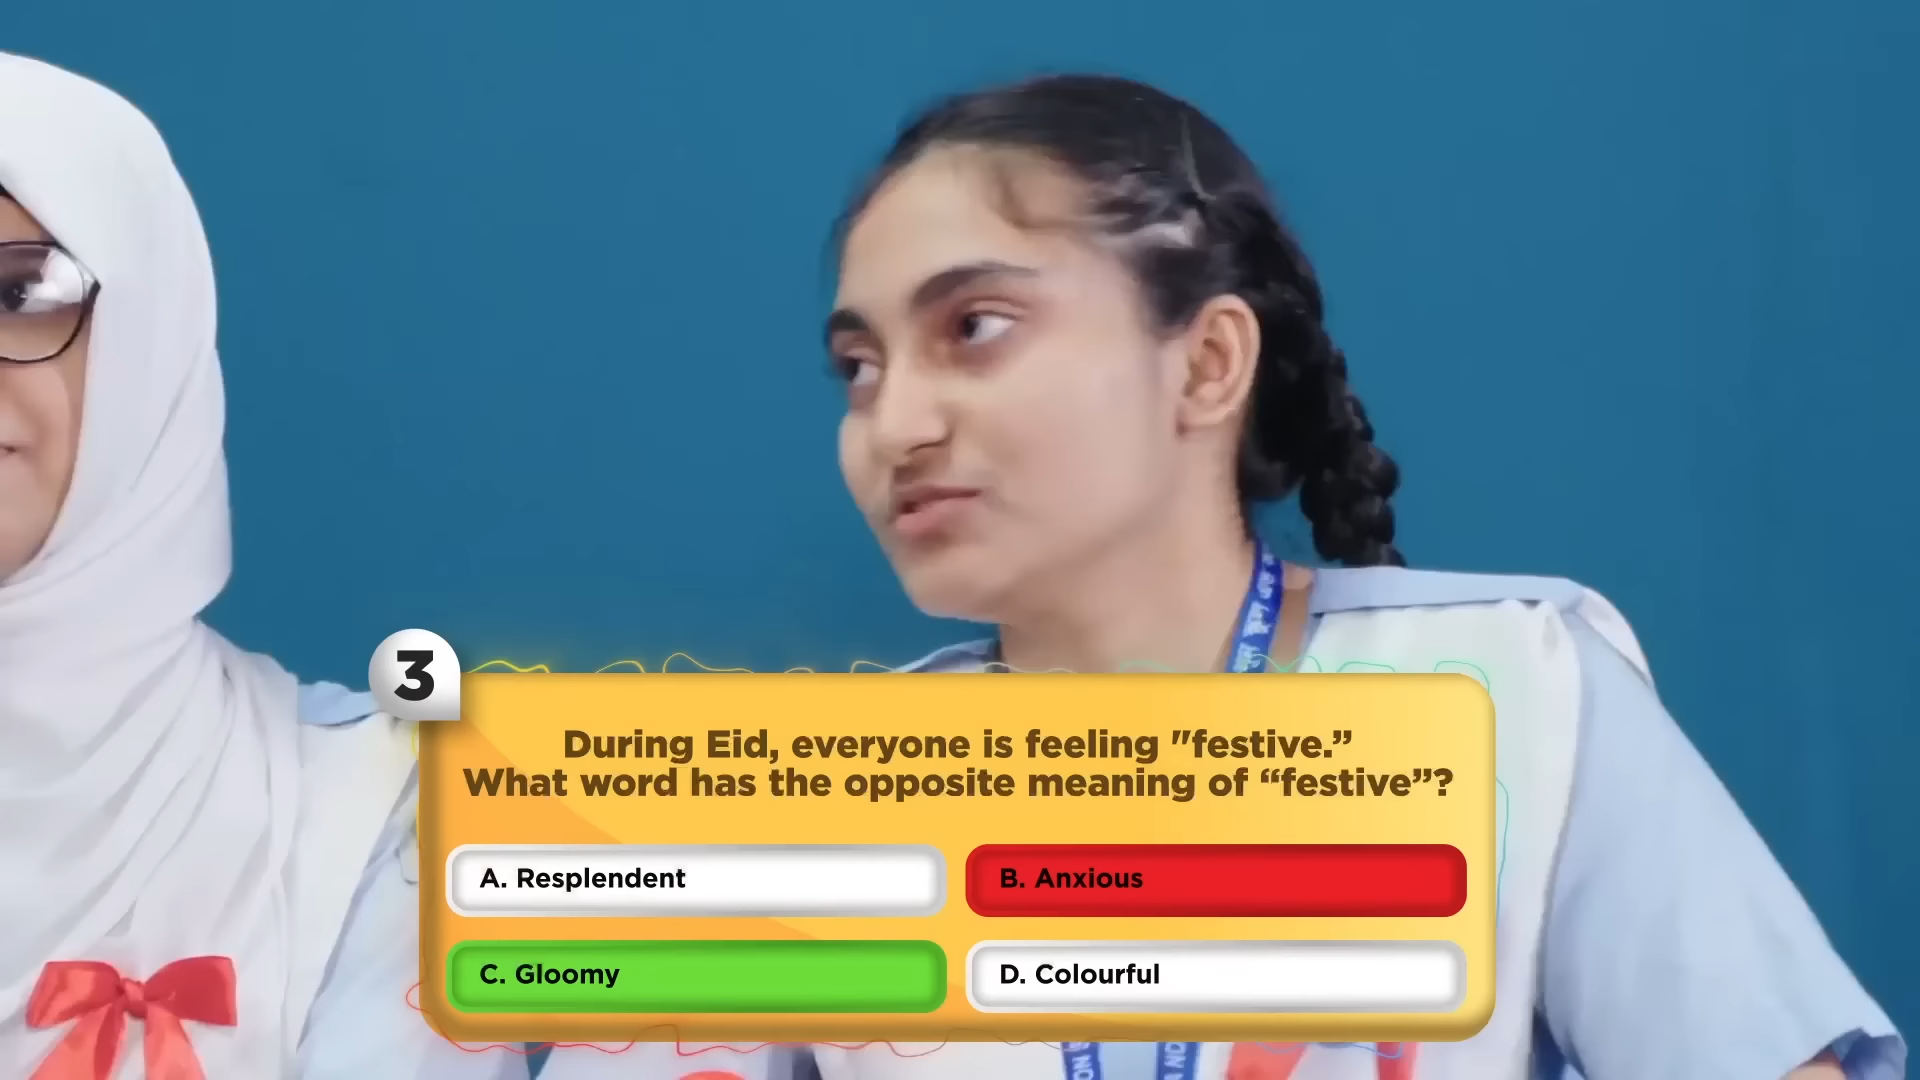 3
During Eid, everyone is feeling "festive.”
What word has the opposite meaning of “festive”?
A. Resplendent
B. Anxious
C. Gloomy
D. Colourful